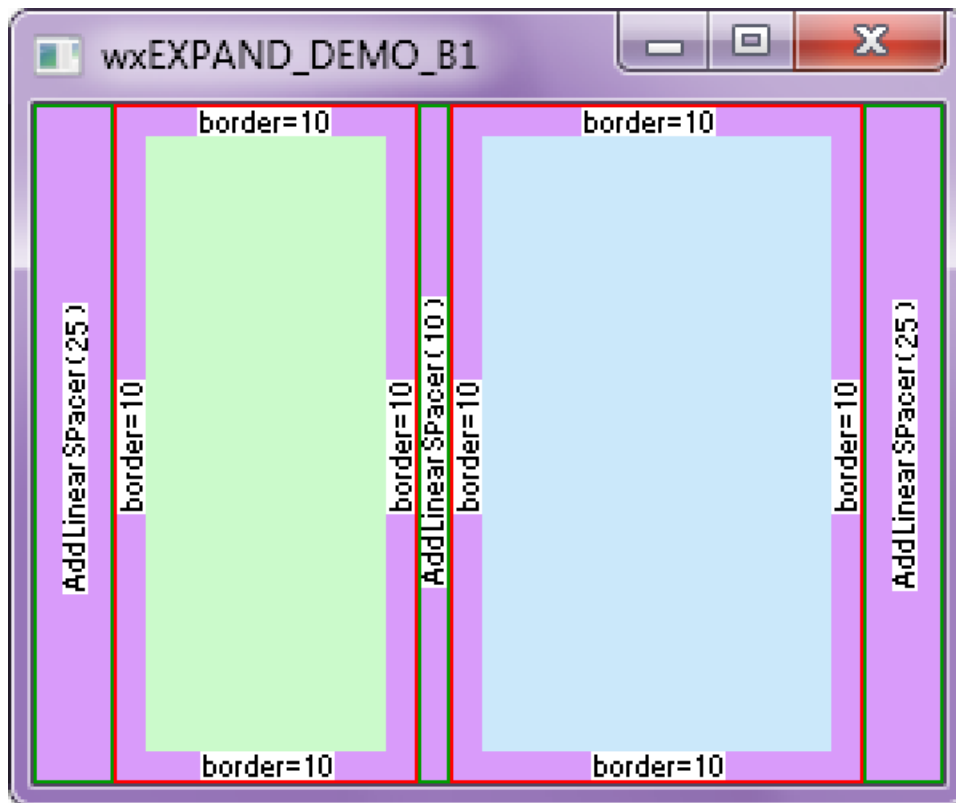 wxEXPAND_DEMO_B1
border=10
border=10
AddLinearSPacer(25)
border=10
border=10
AddLinearSPacer(10)
border=10
border=10
AddLinearSPacer(25)
border=10
border=10